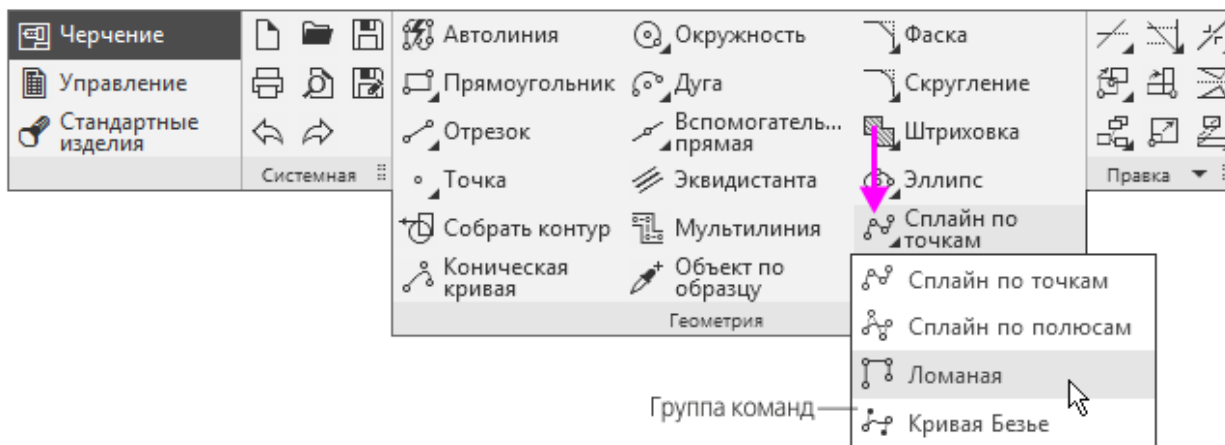 Черчение
Управление
Стандартные
изделия
Системная
Автолиния
Окружность
Фаска
Прямоугольник
Дуга
Скругление
Отрезок
Вспомогатель...
прямая
Штриховка
Точка
Эквидистанта
Эллипс
Собрать контур
Мультилиния
Сплайн по
точкам
Коническая
кривая
Объект по
образцу
Геометрия
Правка
Сплайн по точкам
Сплайн по полюсам
Ломаная
Группа команд
Кривая Безье